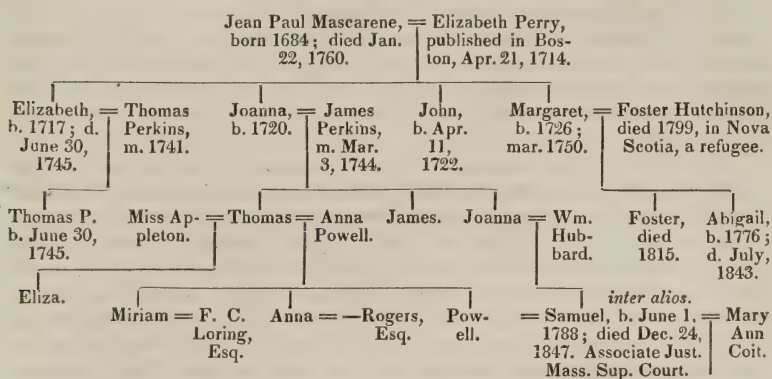 Jean Paul Mascarene, = Elizabeth Perry,
born 1684; died Jan. published in Bos-
22, 1760. ton, Apr. 21, 1714.
Elizabeth, = Thomas Joanna, = James John, Margaret, = Foster Hutchinson,
b. 1717; d. Perkins, b. 1720. Perkins, b. Apr. b. 1726; died 1799, in Nova
June 30, m. 1741. m. Mar. 11, mar. 1750. Scotia, a refugee.
1745. 3, 1744. 1722.
Thomas P. Miss Ap- = Thomas = Anna James. Joanna = Wm. Foster, Abigail,
b. June 30, pleton. Powell. Hub- died b. 1776;
1745. bard. 1815. d. July,
1843.
Eliza. inter alios.
Miriam = F. C. Anna = —Rogers, Pow- = Samuel, b. June 1, = Mary
Loring, Esq. ell. 1788; died Dec. 24, Ann
Esq. 1847. Associate Just. Coit.
Mass. Sup. Court.